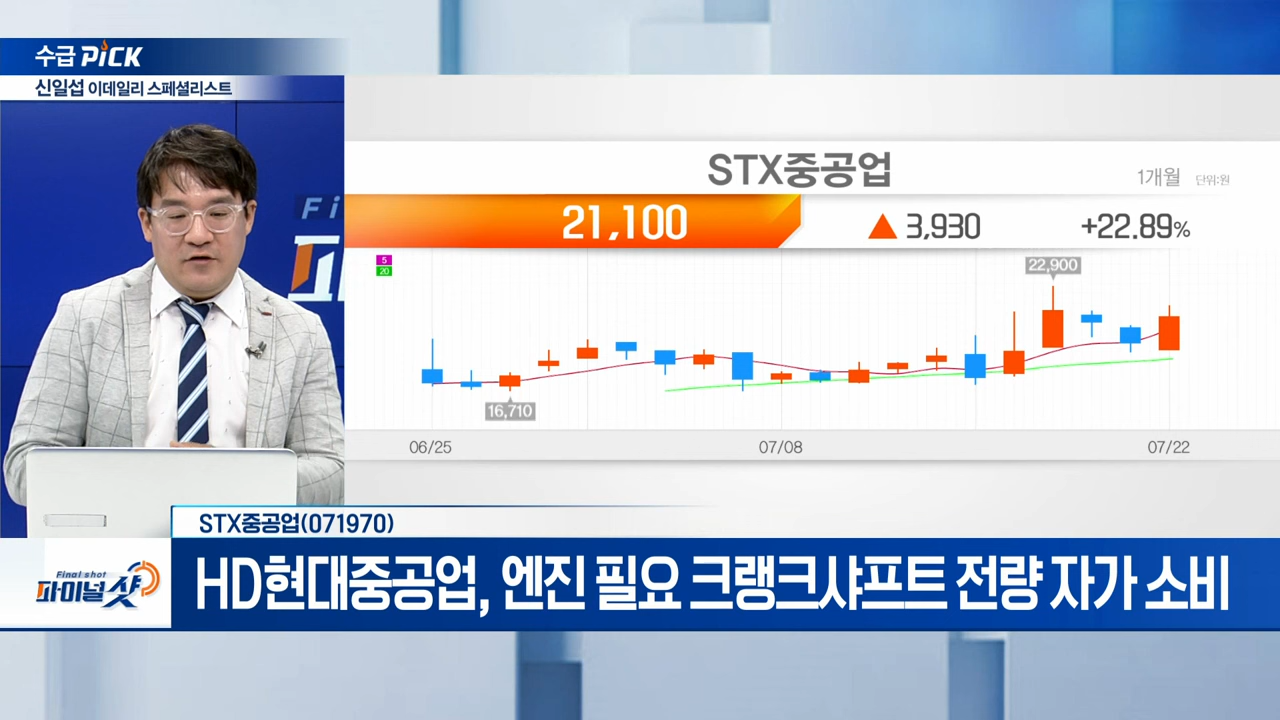 수급 PiCK
신일섭 이데일리 스페셜리스트
Fi
STX중공업
1개월 단위:원
21,100 ▲ 3,930 +22.89%
5
20
22,900
16,710
06/25 07/08 07/22
STX중공업(071970)
Final shot
파이널샷
HD현대중공업, 엔진 필요 크랭크샤프트 전량 자가 소비